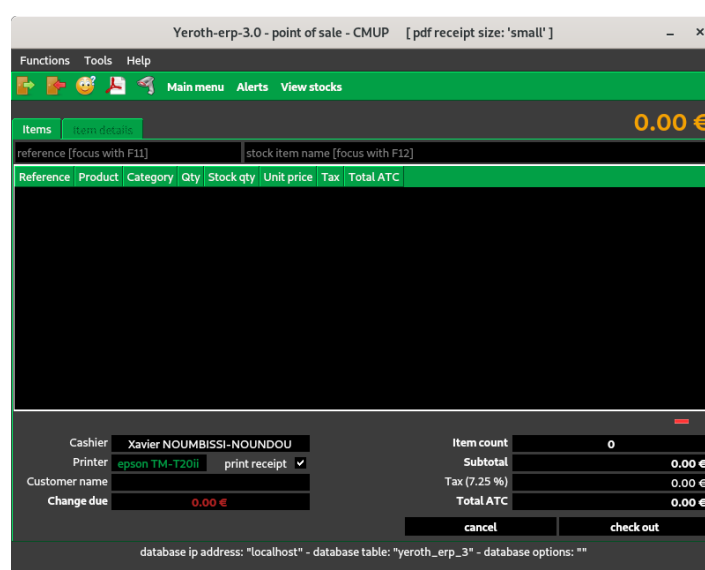 Yeroth-erp-3.0 - point of sale - CMUP [ pdf receipt size: 'small' ]
Functions Tools Help
Main menu Alerts View stocks
0.00 €
Items Item details
reference [focus with F11] stock item name [focus with F12]
Reference Product Category Qty Stock qty Unit price Tax Total ATC
Cashier Xavier NOUMBISSI-NOUNDOU Item count 0
Printer epson TM-T20ii print receipt Subtotal 0.00 €
Customer name Tax (7.25 %) 0.00 €
Change due 0.00 € Total ATC 0.00 €
cancel check out
database ip address: "localhost" - database table: "yeroth_erp_3" - database options: ""